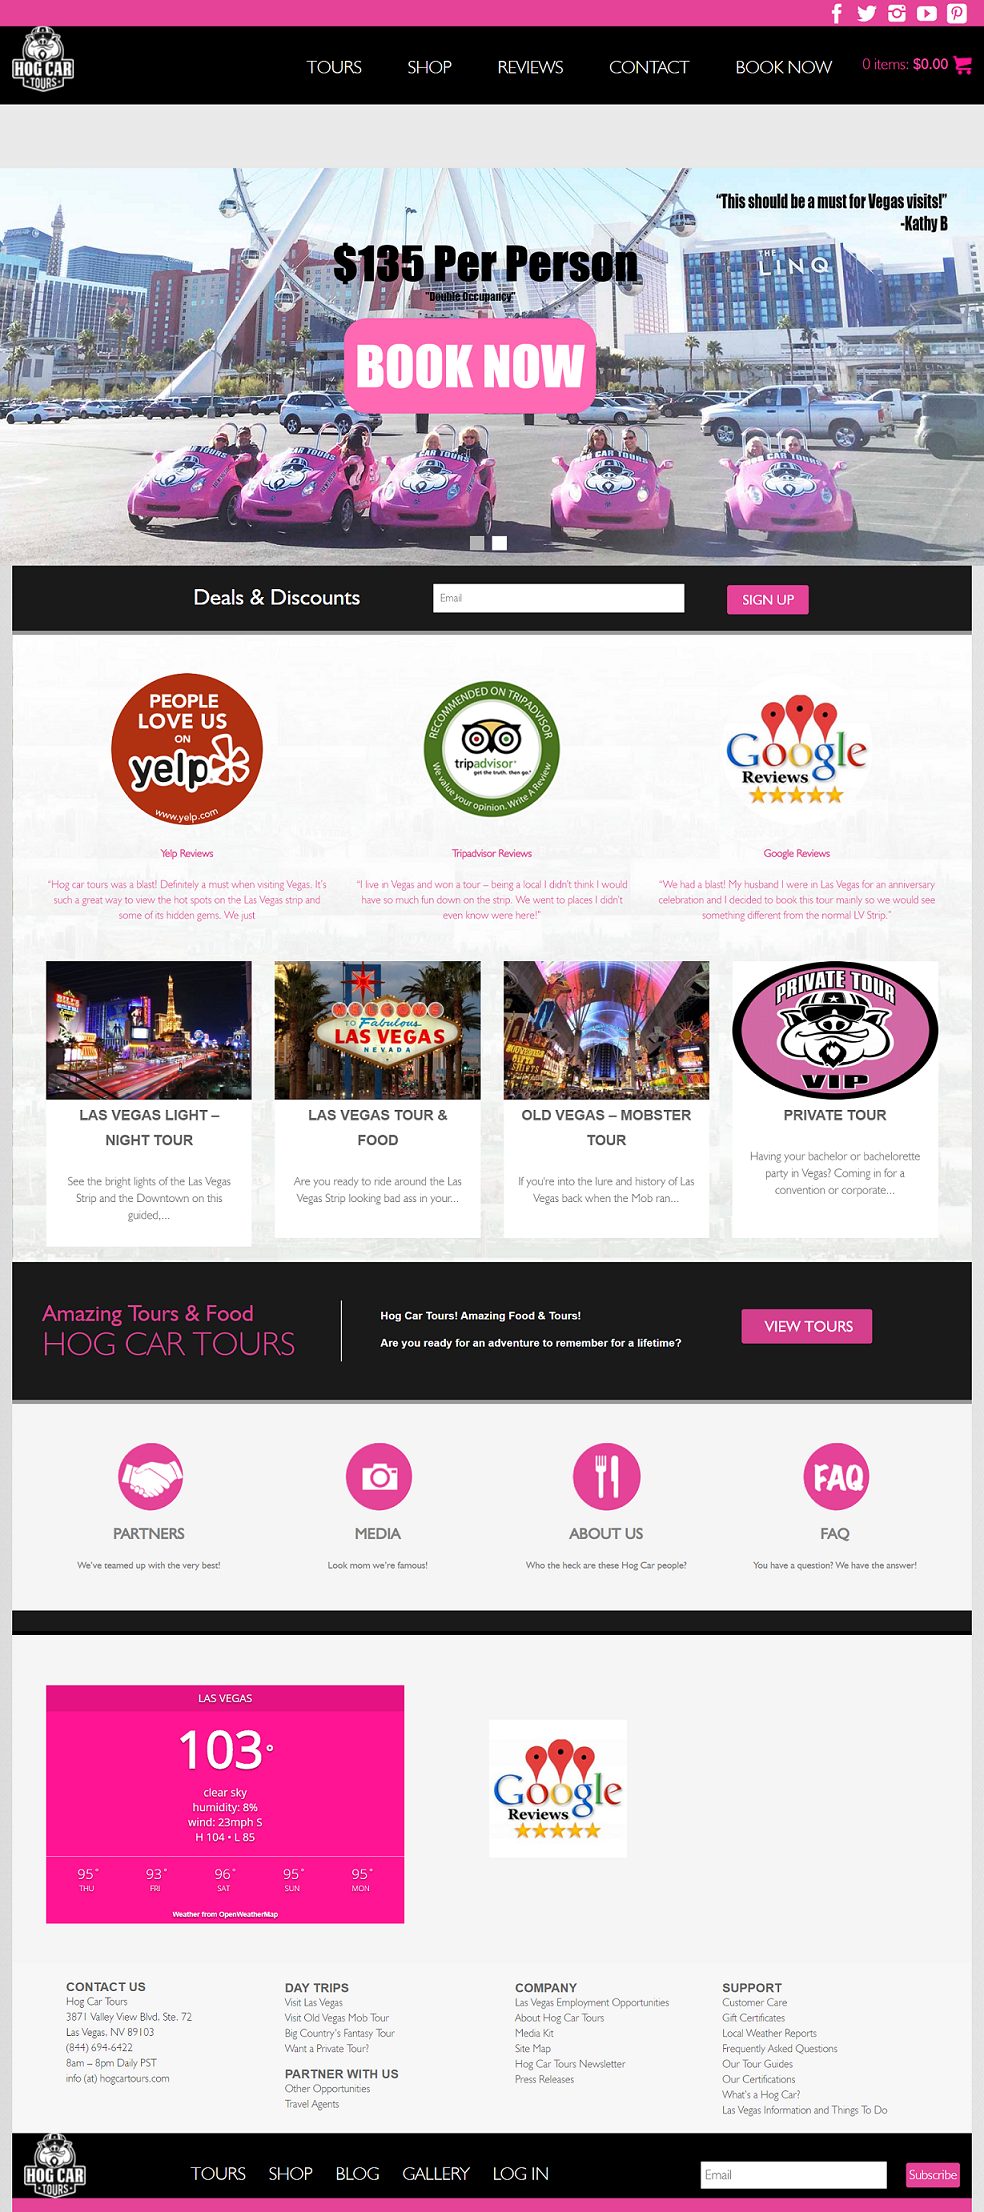 HOG CAR
TOURS
TOURS SHOP REVIEWS CONTACT BOOK NOW
0 items: $0.00
"This should be a must for Vegas visits!"
-Kathy B
$135 Per Person
"Double Occupancy"
THE
LINQ
BOOK NOW
CAR TOURS
CAR TOURS
CAR TOURS
Deals & Discounts
Email
SIGN UP
PEOPLE
LOVE US
ON
yelp
www.yelp.com
RECOMMENDED ON TRIPADVISOR
tripadvisor®
get the truth. then go.®
We value your opinion. Write A Review
Google
Reviews
Yelp Reviews
"Hog car tours was a blast! Definitely a must when visiting Vegas. It's
such a great way to view the hot spots on the Las Vegas strip and
some of its hidden gems. We just
Tripadvisor Reviews
"I live in Vegas and won a tour – being a local I didn't think I would
have so much fun down on the strip. We went to places I didn't
even know were here!"
Google Reviews
"We had a blast! My husband I were in Las Vegas for an anniversary
celebration and I decided to book this tour mainly so we would see
something different from the normal LV Strip."
LAS VEGAS LIGHT –
NIGHT TOUR
See the bright lights of the Las Vegas
Strip and the Downtown on this
guided,...
WELCOME
TO Fabulous
LAS VEGAS
NEVADA
LAS VEGAS TOUR &
FOOD
Are you ready to ride around the Las
Vegas Strip looking bad ass in your...
OLD VEGAS – MOBSTER
TOUR
If you're into the lure and history of Las
Vegas back when the Mob ran...
PRIVATE TOUR
VIP
PRIVATE TOUR
Having your bachelor or bachelorette
party in Vegas? Coming in for a
convention or corporate...
Amazing Tours & Food
HOG CAR TOURS
Hog Car Tours! Amazing Food & Tours!
Are you ready for an adventure to remember for a lifetime?
VIEW TOURS
PARTNERS
We've teamed up with the very best!
MEDIA
Look mom we're famous!
ABOUT US
Who the heck are these Hog Car people?
FAQ
FAQ
You have a question? We have the answer!
LAS VEGAS
103°
clear sky
humidity: 8%
wind: 23mph S
H 104 • L 85
95° 93° 96° 95° 95°
THU FRI SAT SUN MON
Weather from OpenWeatherMap
Google
Reviews
CONTACT US
Hog Car Tours
3871 Valley View Blvd. Ste. 72
Las Vegas, NV 89103
(844) 694-6422
8am – 8pm Daily PST
info (at) hogcartours.com
DAY TRIPS
Visit Las Vegas
Visit Old Vegas Mob Tour
Big Country's Fantasy Tour
Want a Private Tour?
PARTNER WITH US
Other Opportunities
Travel Agents
COMPANY
Las Vegas Employment Opportunities
About Hog Car Tours
Media Kit
Site Map
Hog Car Tours Newsletter
Press Releases
SUPPORT
Customer Care
Gift Certificates
Local Weather Reports
Frequently Asked Questions
Our Tour Guides
Our Certifications
What's a Hog Car?
Las Vegas Information and Things To Do
HOG CAR
TOURS
TOURS SHOP BLOG GALLERY LOG IN
Email
Subscribe